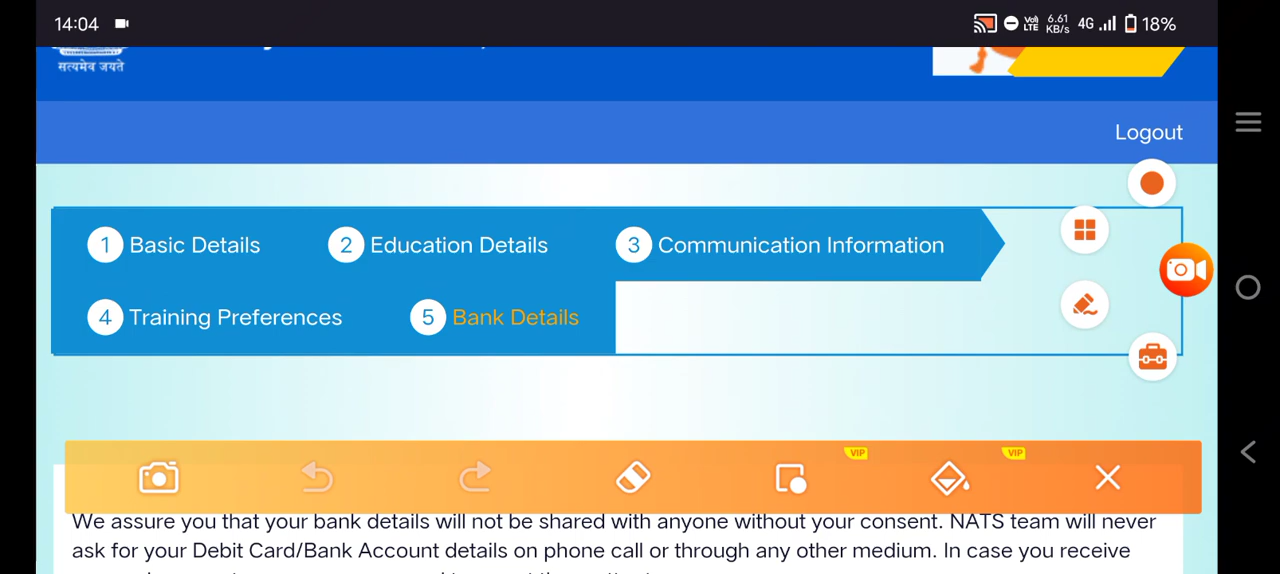 14:04 Vo) LTE 6.61 KB/s 4G 18%
सत्यमेव जयते
Logout
1 Basic Details 2 Education Details 3 Communication Information
4 Training Preferences 5 Bank Details
VIP VIP
We assure you that your bank details will not be shared with anyone without your consent. NATS team will never
ask for your Debit Card/Bank Account details on phone call or through any other medium. In case you receive